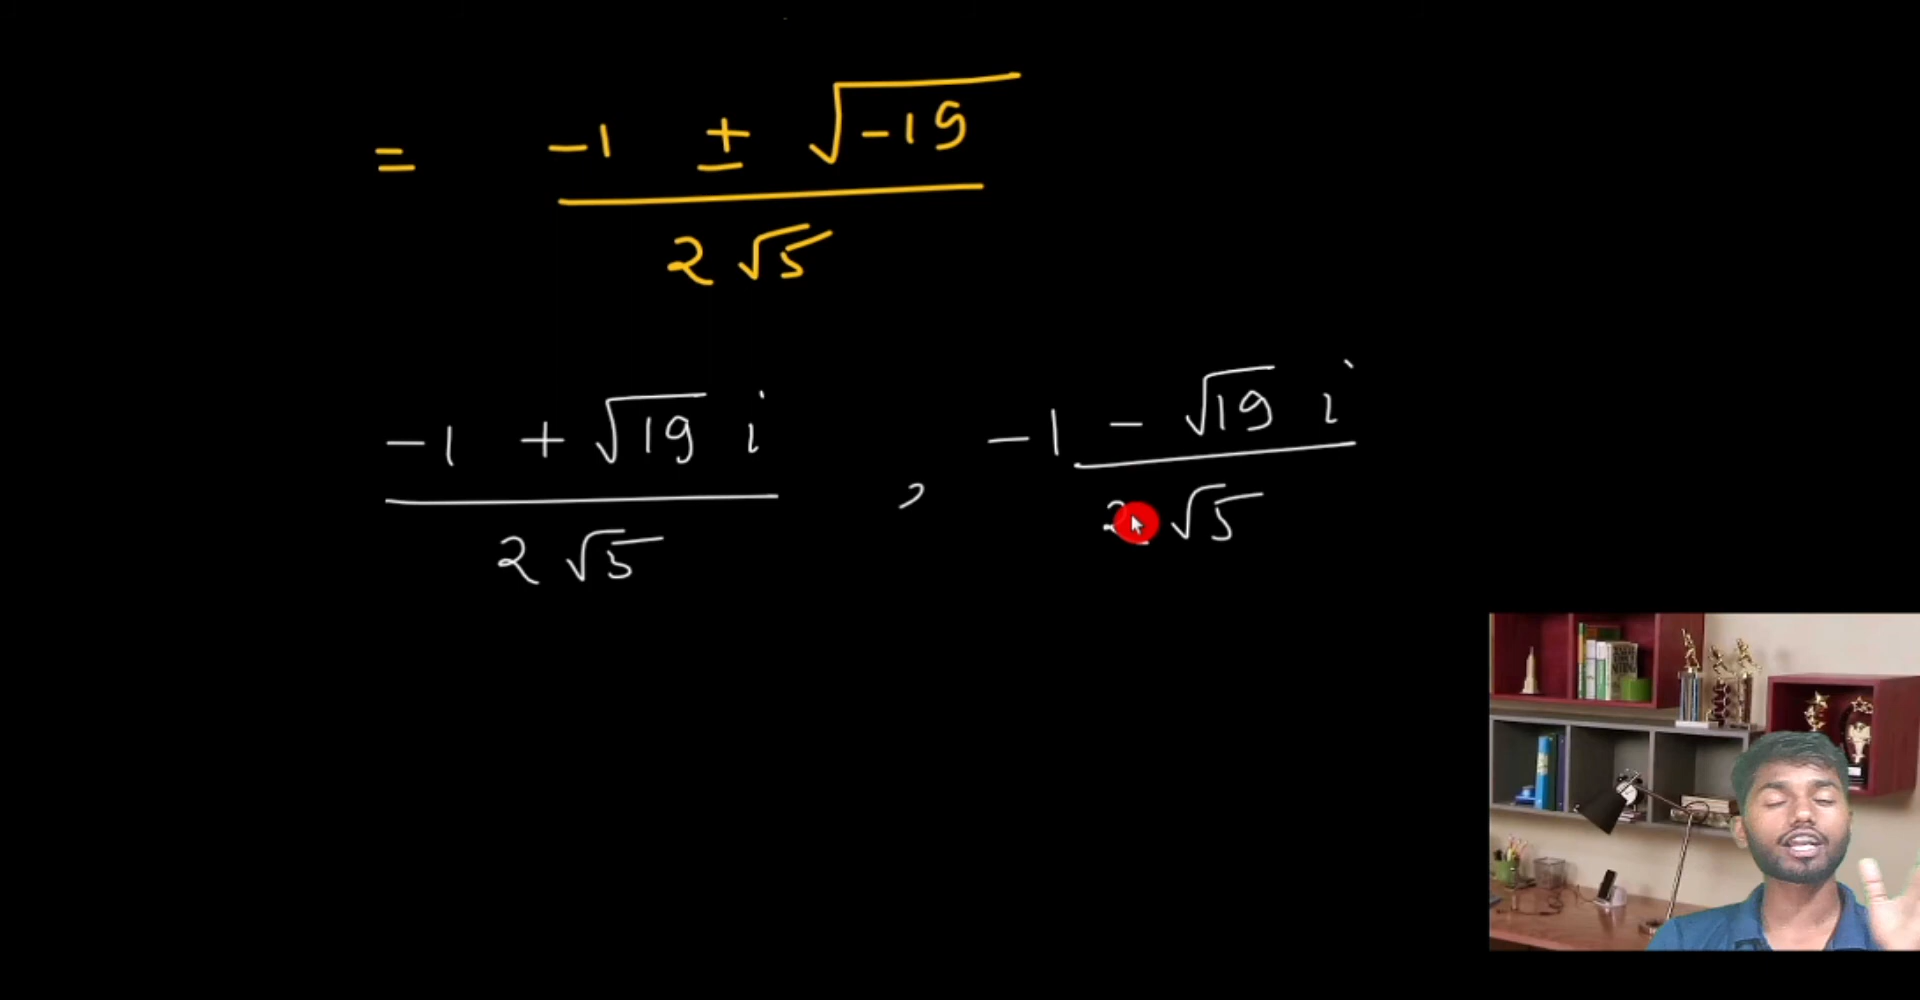 = -1 ± √-19
2 √5
-1 + √19 i , -1 - √19 i
2 √5 2 √5